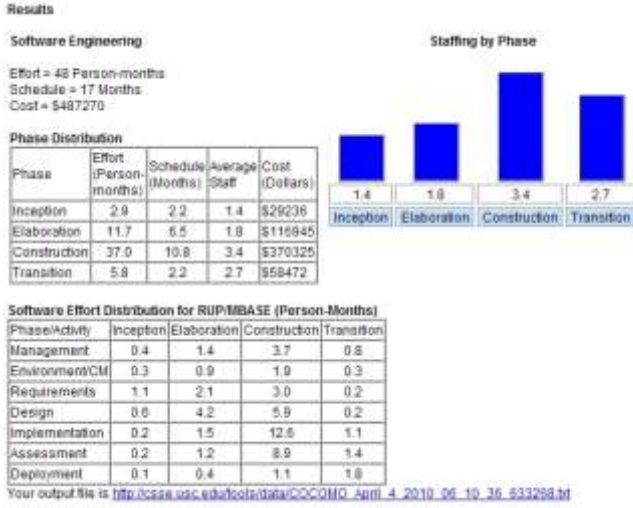 Results
Software Engineering
Effort = 48 Person-months
Schedule = 17 Months
Cost = $487270
Staffing by Phase
1.4 1.8 3.4 2.7
Inception Elaboration Construction Transition
Phase Distribution
Phase Effort (Person-months) Schedule (Months) Average Staff Cost (Dollars)
Inception 2.9 2.2 1.4 $29236
Elaboration 11.7 6.5 1.8 $116945
Construction 37.0 10.8 3.4 $370325
Transition 5.8 2.2 2.7 $58472
Software Effort Distribution for RUP/MBASE (Person-Months)
Phase/Activity Inception Elaboration Construction Transition
Management 0.4 1.4 3.7 0.8
Environment/CM 0.3 0.9 1.9 0.3
Requirements 1.1 2.1 3.0 0.2
Design 0.6 4.2 5.9 0.2
Implementation 0.2 1.5 12.6 1.1
Assessment 0.2 1.2 8.9 1.4
Deployment 0.1 0.4 1.1 1.8
Your output file is http://csse.usc.edu/tools/data/COCOMO_April_4_2010_06_10_36_633268.txt